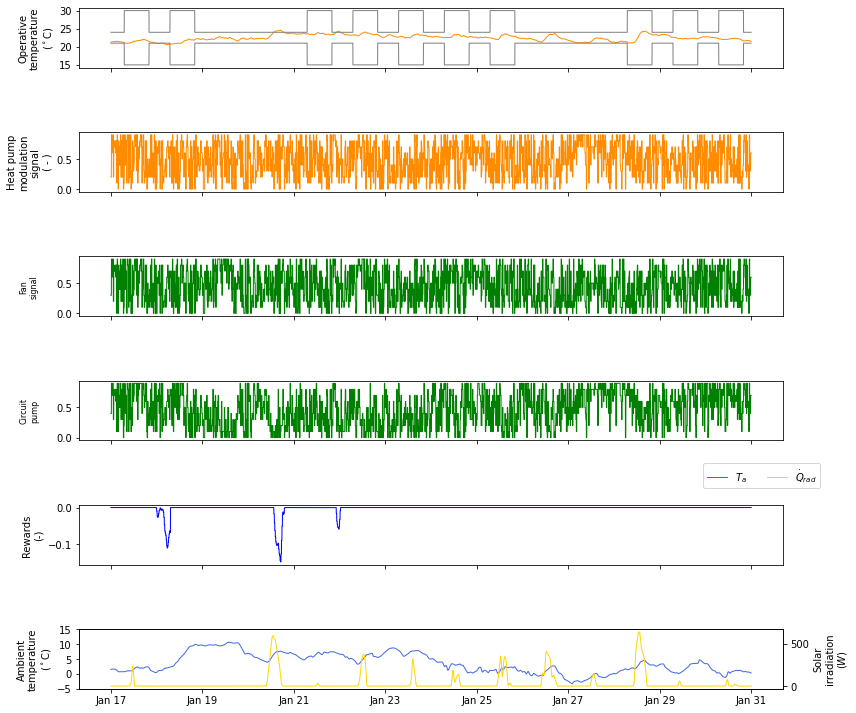 Operative
temperature
(°C)
30
25
20
15
Heat pump
modulation
signal
( - )
0.5
0.0
Fan
signal
0.5
0.0
Circuit
pump
0.5
0.0
T_a
Q̇_rad
Rewards
(-)
0.0
−0.1
Ambient
temperature
(°C)
15
10
5
0
−5
500
0
Solar
irradiation
(W)
Jan 17
Jan 19
Jan 21
Jan 23
Jan 25
Jan 27
Jan 29
Jan 31